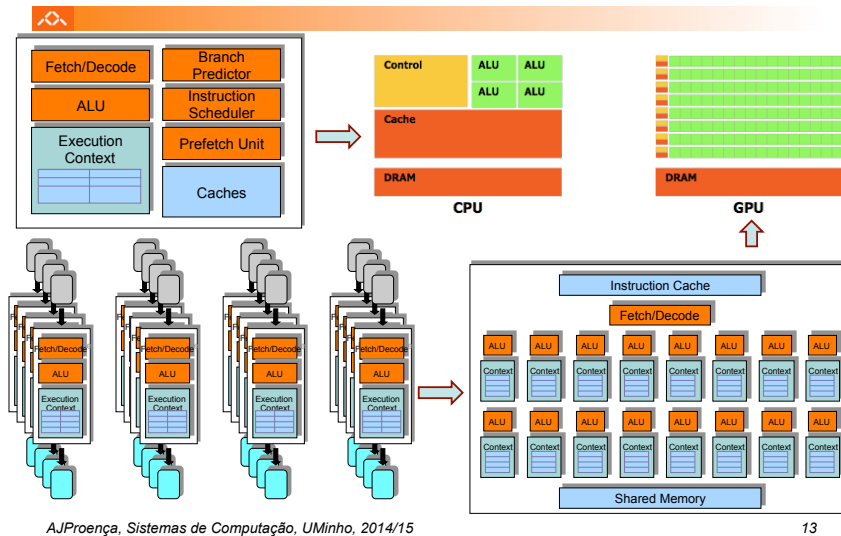 Fetch/Decode
Branch
Predictor
ALU
Instruction
Scheduler
Execution
Context
Prefetch Unit
Caches
Control
ALU
ALU
ALU
ALU
Cache
DRAM
CPU
DRAM
GPU
Fetch/Decode
ALU
Execution
Context
Fetch/Decode
ALU
Execution
Context
Fetch/Decode
ALU
Execution
Context
Fetch/Decode
ALU
Execution
Context
Instruction Cache
Fetch/Decode
ALU ALU ALU ALU ALU ALU ALU ALU
Context Context Context Context Context Context Context Context
ALU ALU ALU ALU ALU ALU ALU ALU
Context Context Context Context Context Context Context Context
Shared Memory
AJProença, Sistemas de Computação, UMinho, 2014/15
13